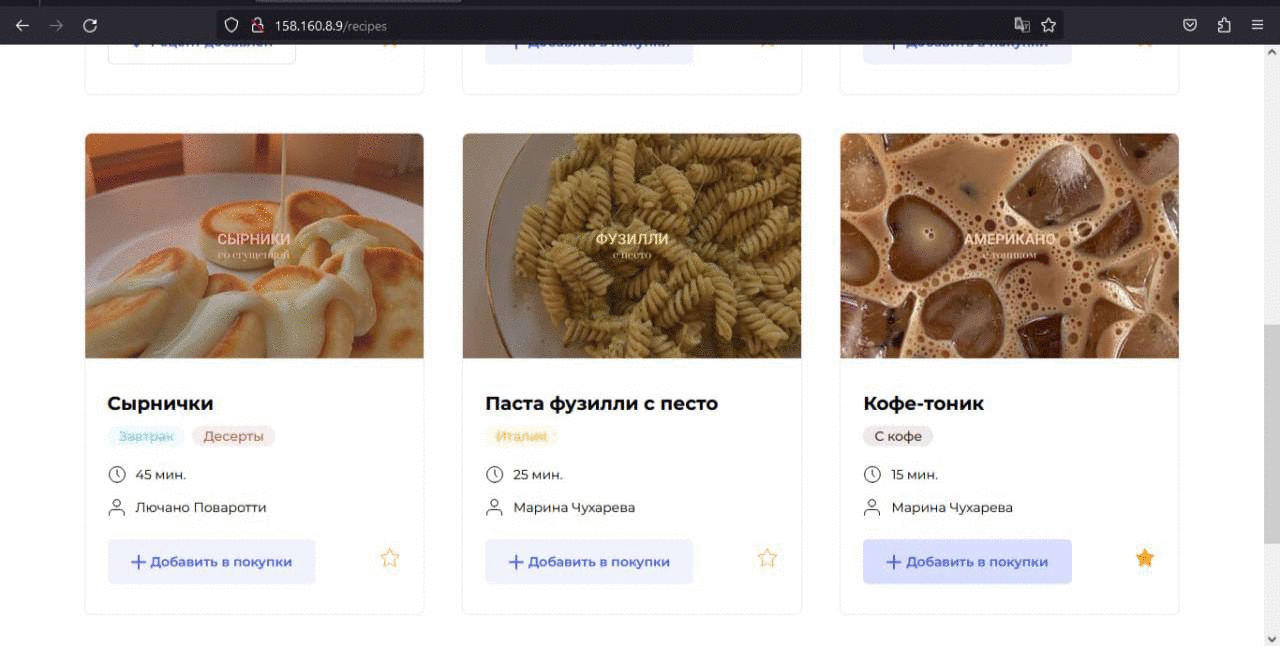 158.160.8.9/recipes
Рецепт добавлен
Добавить в покупки
Добавить в покупки
СЫРНИКИ
со сгущенкой
ФУЗИЛЛИ
с песто
АМЕРИКАНО
с тоником
Сырнички
Паста фузилли с песто
Кофе-тоник
Завтрак Десерты
Италия
С кофе
45 мин.
25 мин.
15 мин.
Лючано Поваротти
Марина Чухарева
Марина Чухарева
+ Добавить в покупки
+ Добавить в покупки
+ Добавить в покупки